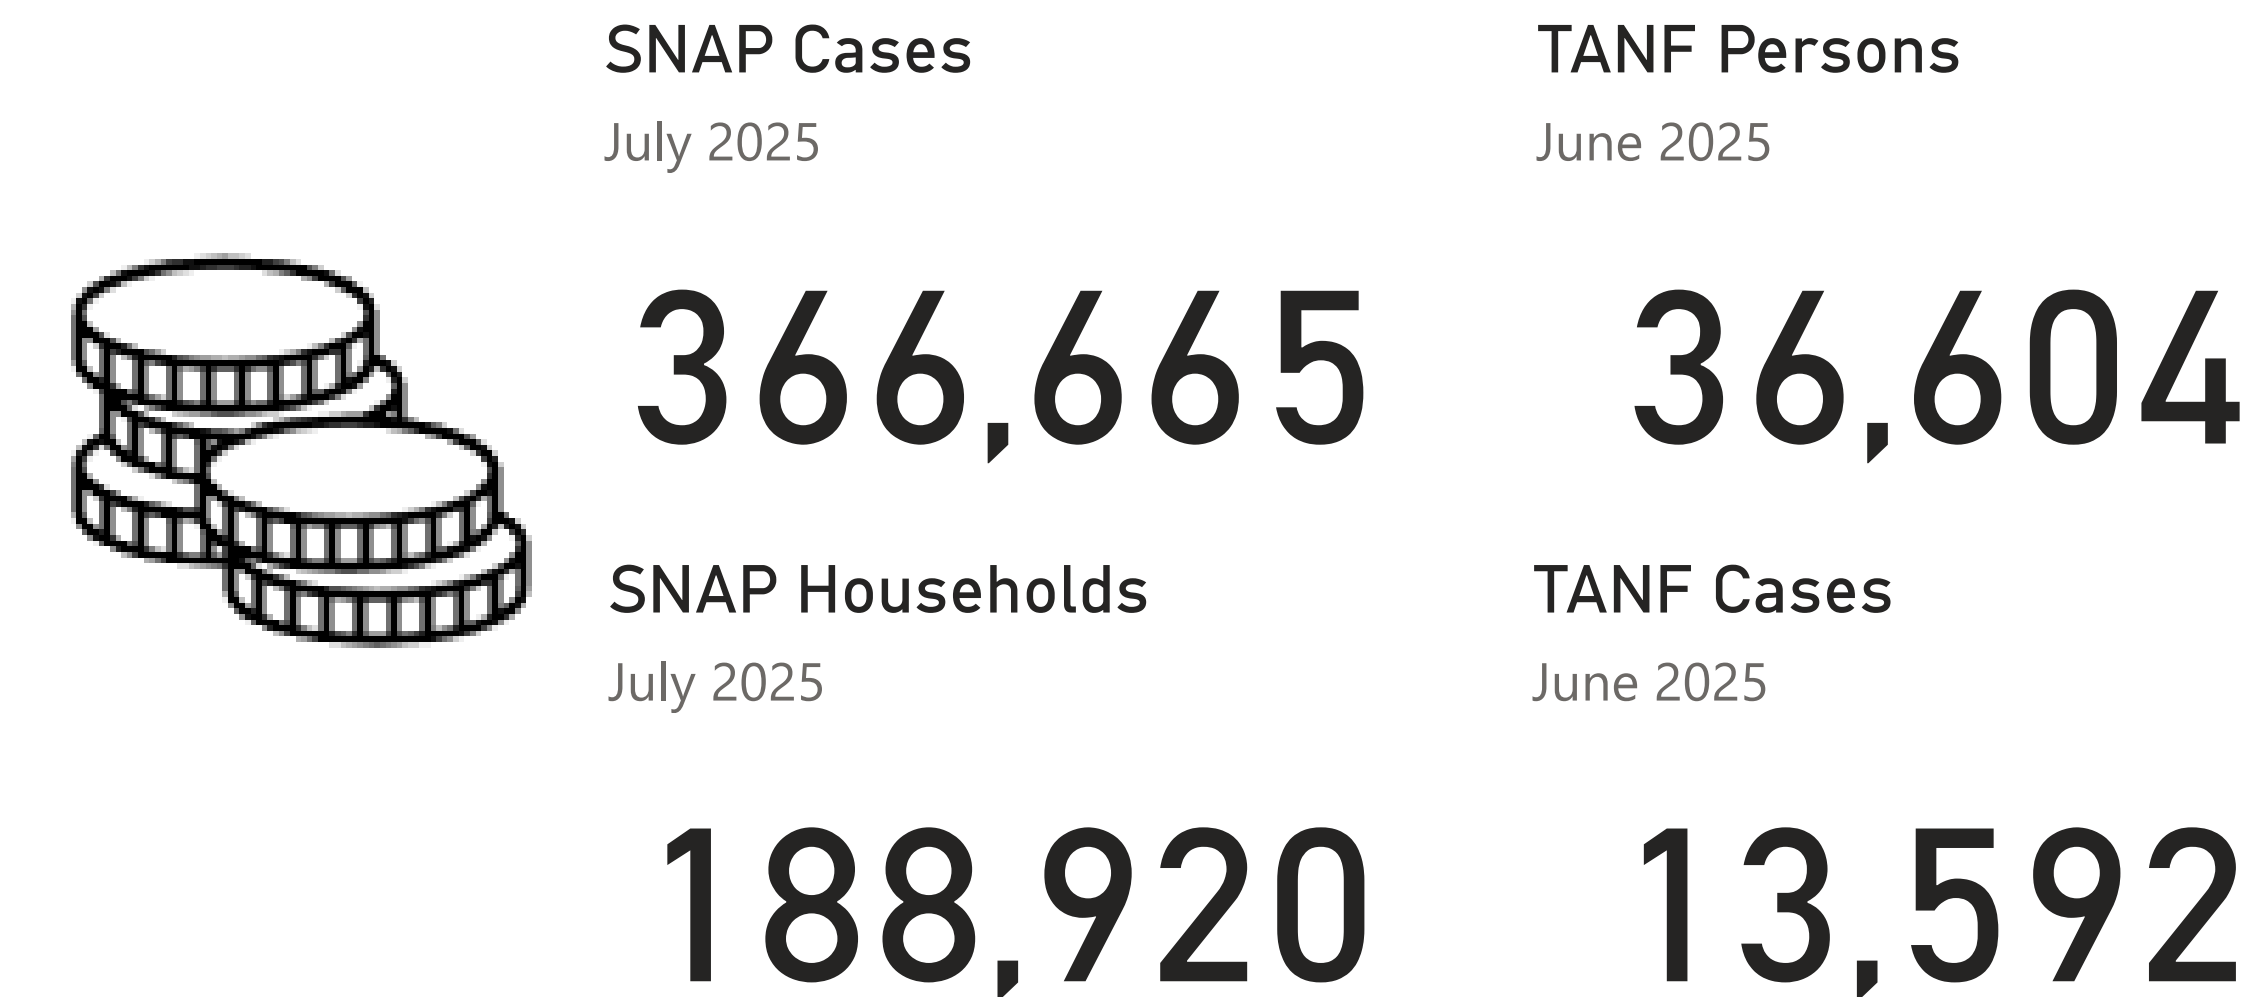 SNAP Cases
July 2025
366,665
SNAP Households
July 2025
188,920
TANF Persons
June 2025
36,604
TANF Cases
June 2025
13,592